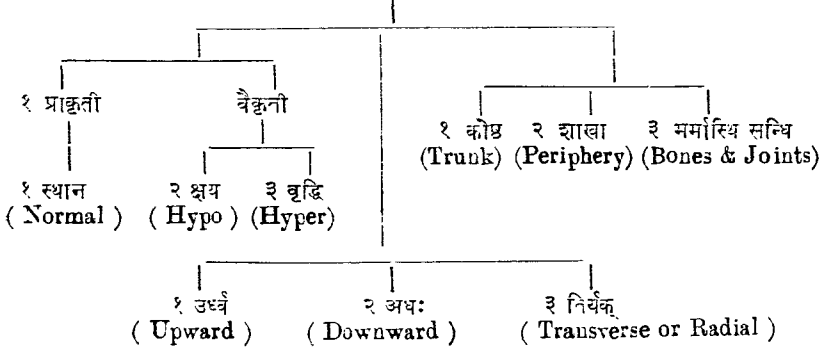 १ प्राकृती वैकृती
१ कोष्ठ २ शाखा ३ मर्मास्थि सन्धि
(Trunk) (Periphery) (Bones & Joints)
१ स्थान २ क्षय ३ वृद्धि
( Normal ) ( Hypo ) (Hyper)
१ उर्ध्व २ अधः ३ तिर्यक्
( Upward ) ( Downward ) ( Transverse or Radial )